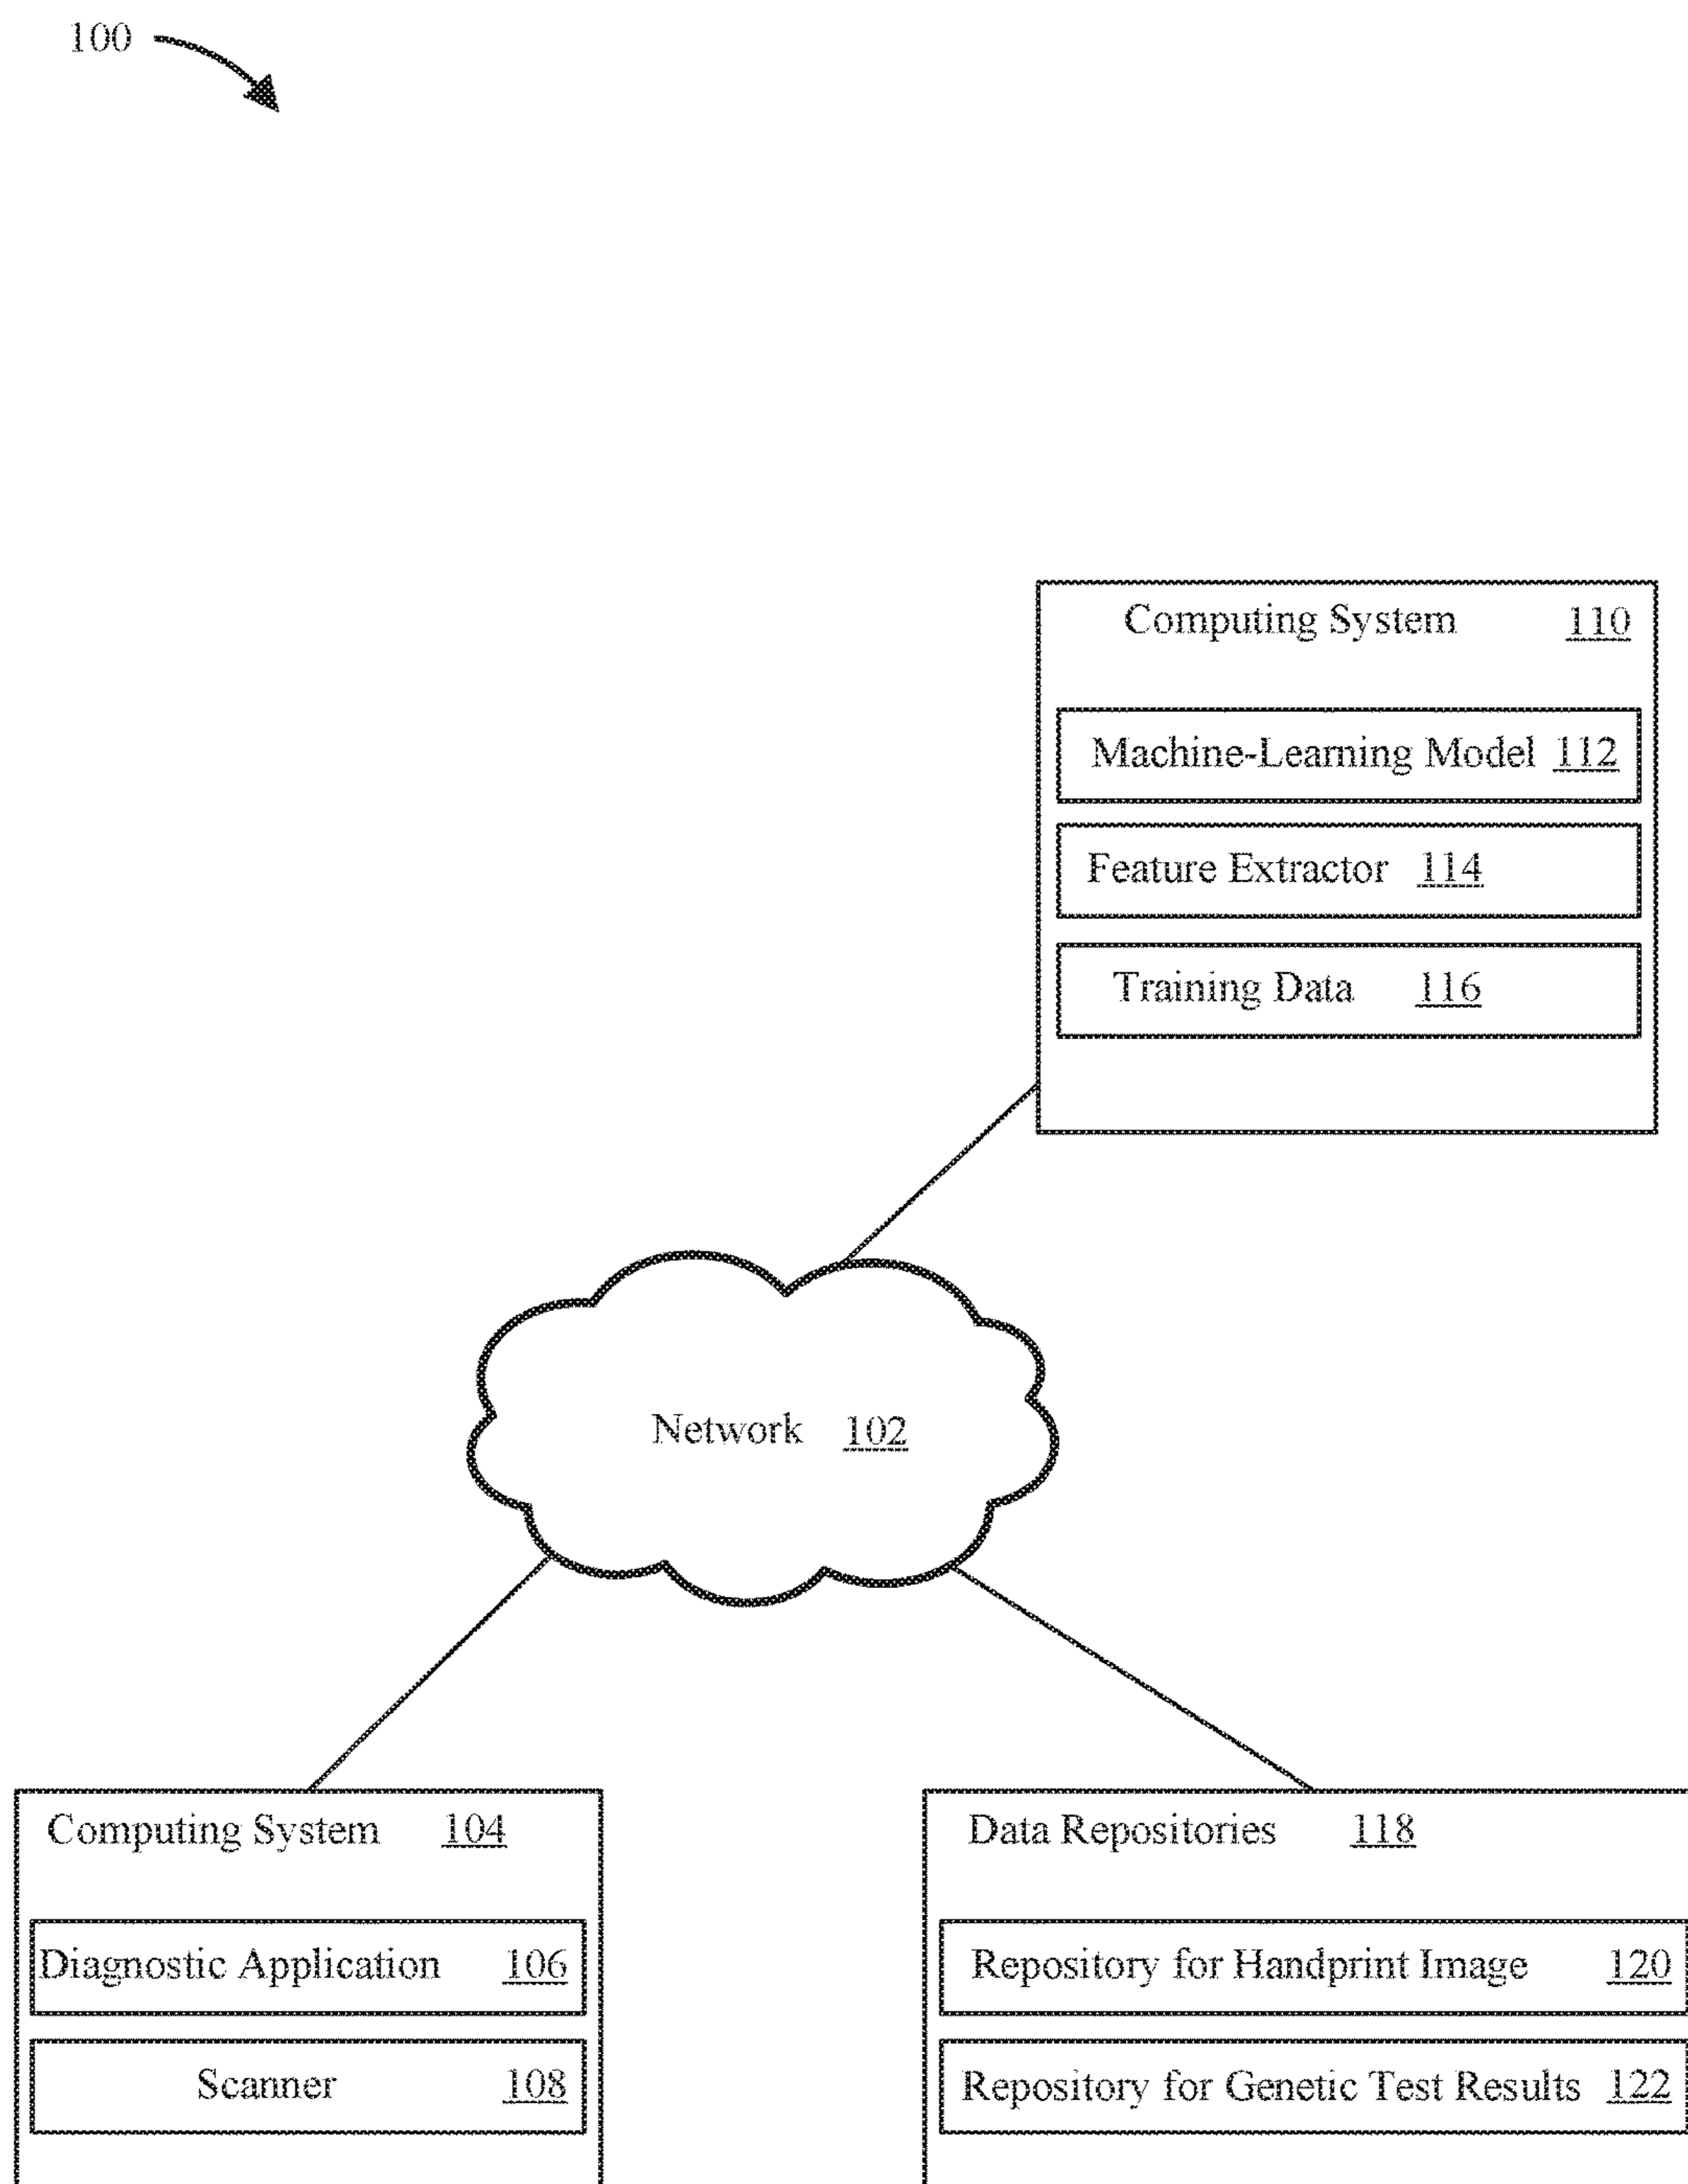 100
Computing System 110
Machine-Learning Model 112
Feature Extractor 114
Training Data 116
Network 102
Computing System 104
Diagnostic Application 106
Scanner 108
Data Repositories 118
Repository for Handprint Image 120
Repository for Genetic Test Results 122